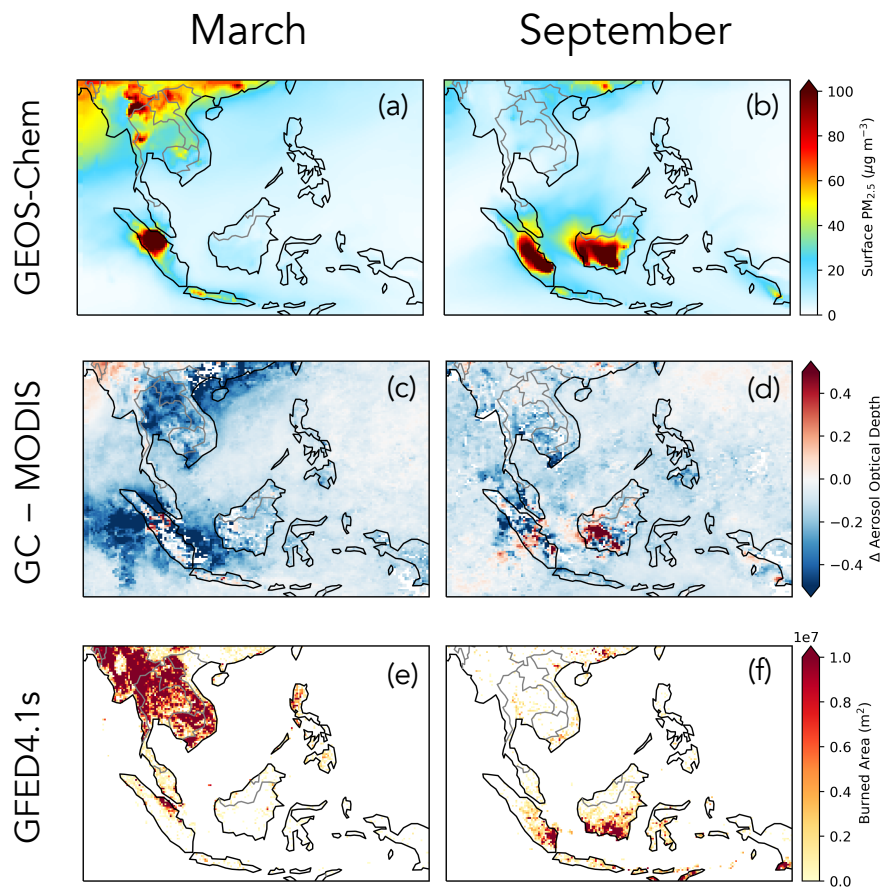 March
September
GEOS-Chem
(a)
(b)
100
80
60
40
20
0
Surface PM2.5 (μg m−3)
GC − MODIS
(c)
(d)
0.4
0.2
0.0
−0.2
−0.4
Δ Aerosol Optical Depth
GFED4.1s
(e)
(f)
1e7
1.0
0.8
0.6
0.4
0.2
0.0
Burned Area (m2)